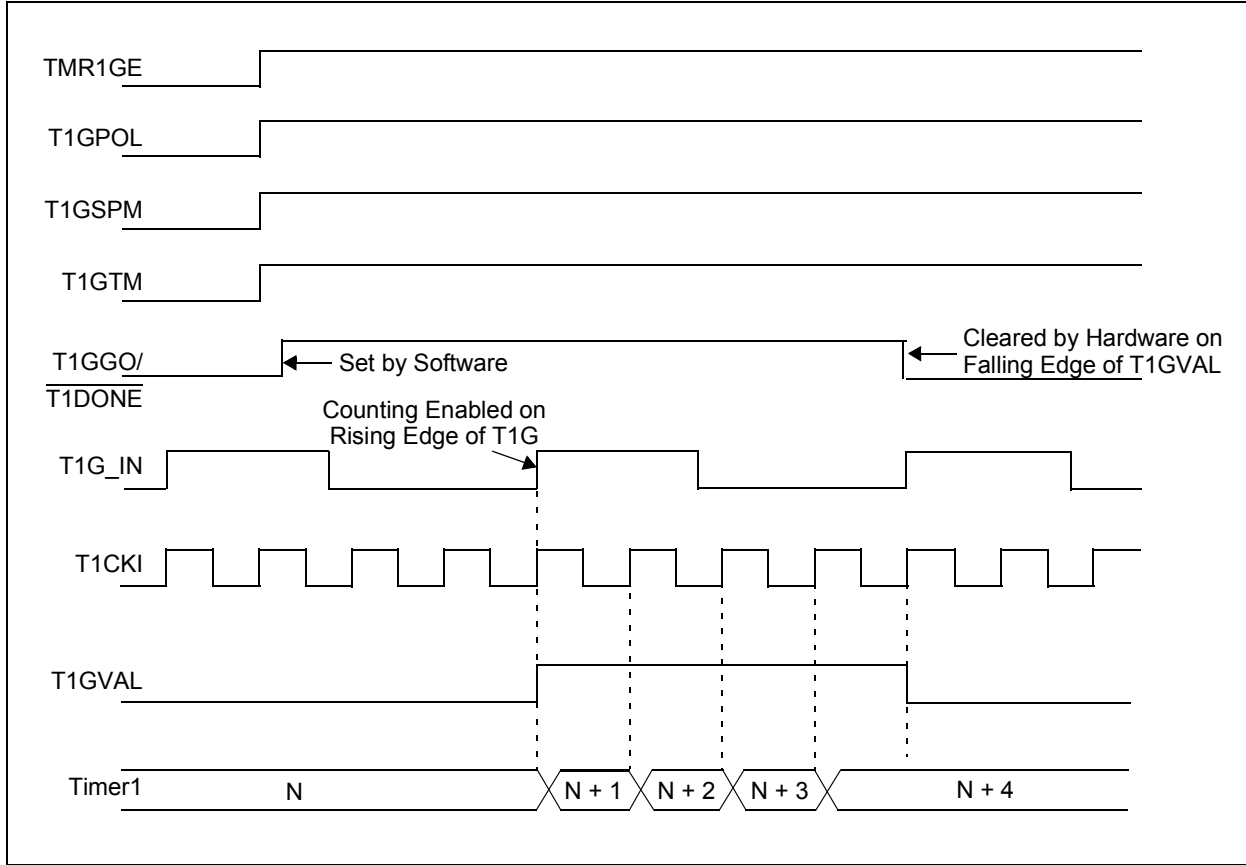 TMR1GE
T1GPOL
T1GSPM
T1GTM
T1GGO/
T1DONE
Set by Software
Cleared by Hardware on
Falling Edge of T1GVAL
Counting Enabled on
Rising Edge of T1G
T1G_IN
T1CKI
T1GVAL
Timer1
N
N + 1
N + 2
N + 3
N + 4